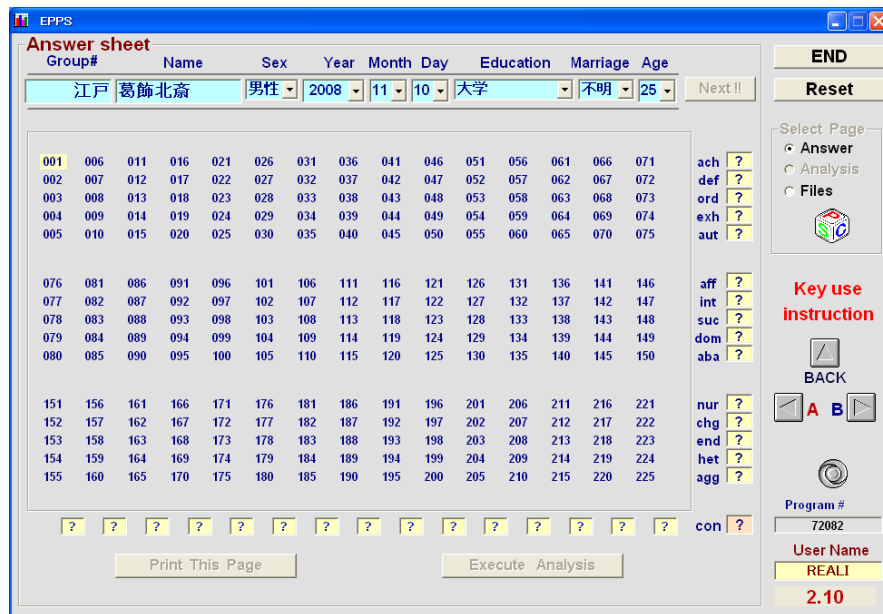 EPPS
Answer sheet
Group# Name Sex Year Month Day Education Marriage Age
江戸 葛飾北斎 男性 2008 11 10 大学 不明 25 Next !!
001 006 011 016 021 026 031 036 041 046 051 056 061 066 071 ach ?
002 007 012 017 022 027 032 037 042 047 052 057 062 067 072 def ?
003 008 013 018 023 028 033 038 043 048 053 058 063 068 073 ord ?
004 009 014 019 024 029 034 039 044 049 054 059 064 069 074 exh ?
005 010 015 020 025 030 035 040 045 050 055 060 065 070 075 aut ?
076 081 086 091 096 101 106 111 116 121 126 131 136 141 146 aff ?
077 082 087 092 097 102 107 112 117 122 127 132 137 142 147 int ?
078 083 088 093 098 103 108 113 118 123 128 133 138 143 148 suc ?
079 084 089 094 099 104 109 114 119 124 129 134 139 144 149 dom ?
080 085 090 095 100 105 110 115 120 125 130 135 140 145 150 aba ?
151 156 161 166 171 176 181 186 191 196 201 206 211 216 221 nur ?
152 157 162 167 172 177 182 187 192 197 202 207 212 217 222 chg ?
153 158 163 168 173 178 183 188 193 198 203 208 213 218 223 end ?
154 159 164 169 174 179 184 189 194 199 204 209 214 219 224 het ?
155 160 165 170 175 180 185 190 195 200 205 210 215 220 225 agg ?
? ? ? ? ? ? ? ? ? ? ? ? ? ? ? con ?
Print This Page Execute Analysis
END
Reset
Select Page
Answer
Analysis
Files
P
S C
Key use
instruction
BACK
A B
Program #
72082
User Name
REALI
2.10